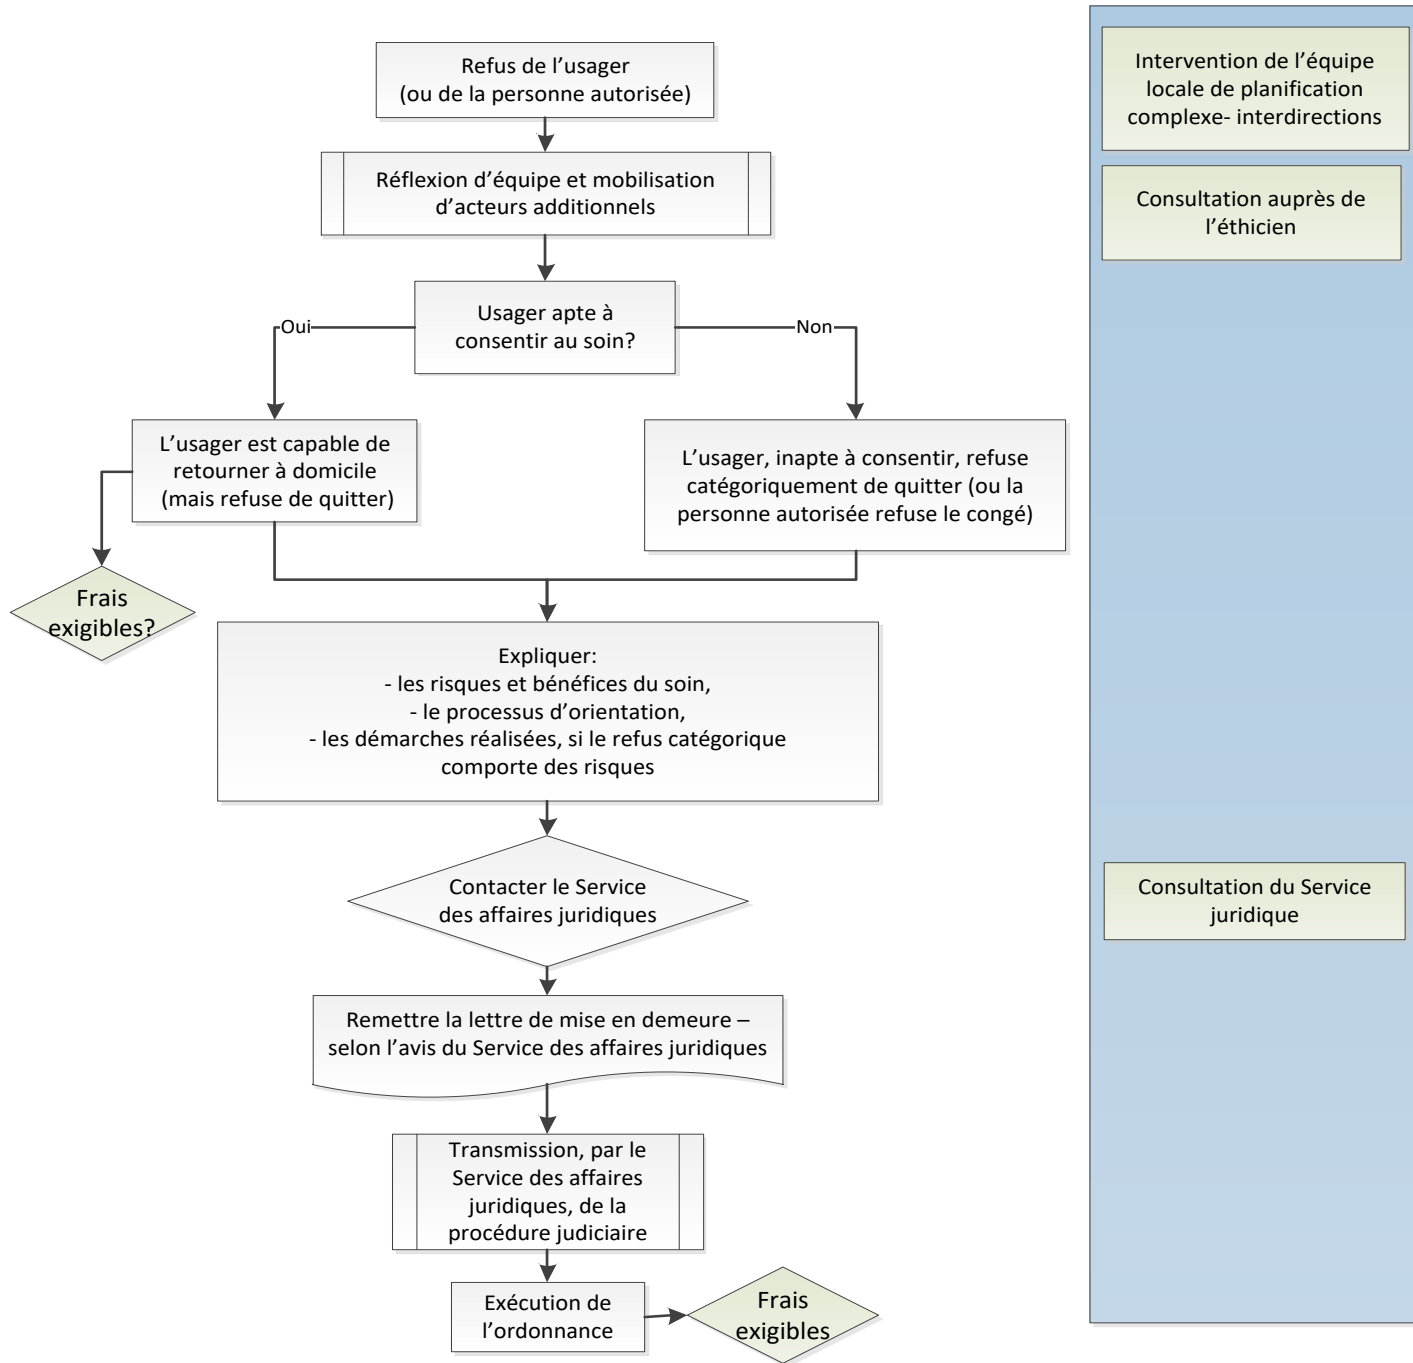 Refus de l’usager
(ou de la personne autorisée)
Réflexion d’équipe et mobilisation
d’acteurs additionnels
Usager apte à
consentir au soin?
Oui
Non
L’usager est capable de
retourner à domicile
(mais refuse de quitter)
L’usager, inapte à consentir, refuse
catégoriquement de quitter (ou la
personne autorisée refuse le congé)
Frais
exigibles?
Expliquer:
- les risques et bénéfices du soin,
- le processus d’orientation,
- les démarches réalisées, si le refus catégorique
comporte des risques
Contacter le Service
des affaires juridiques
Remettre la lettre de mise en demeure –
selon l’avis du Service des affaires juridiques
Transmission, par le
Service des affaires
juridiques, de la
procédure judiciaire
Exécution de
l’ordonnance
Frais
exigibles
Intervention de l’équipe
locale de planification
complexe- interdirections
Consultation auprès de
l’éthicien
Consultation du Service
juridique